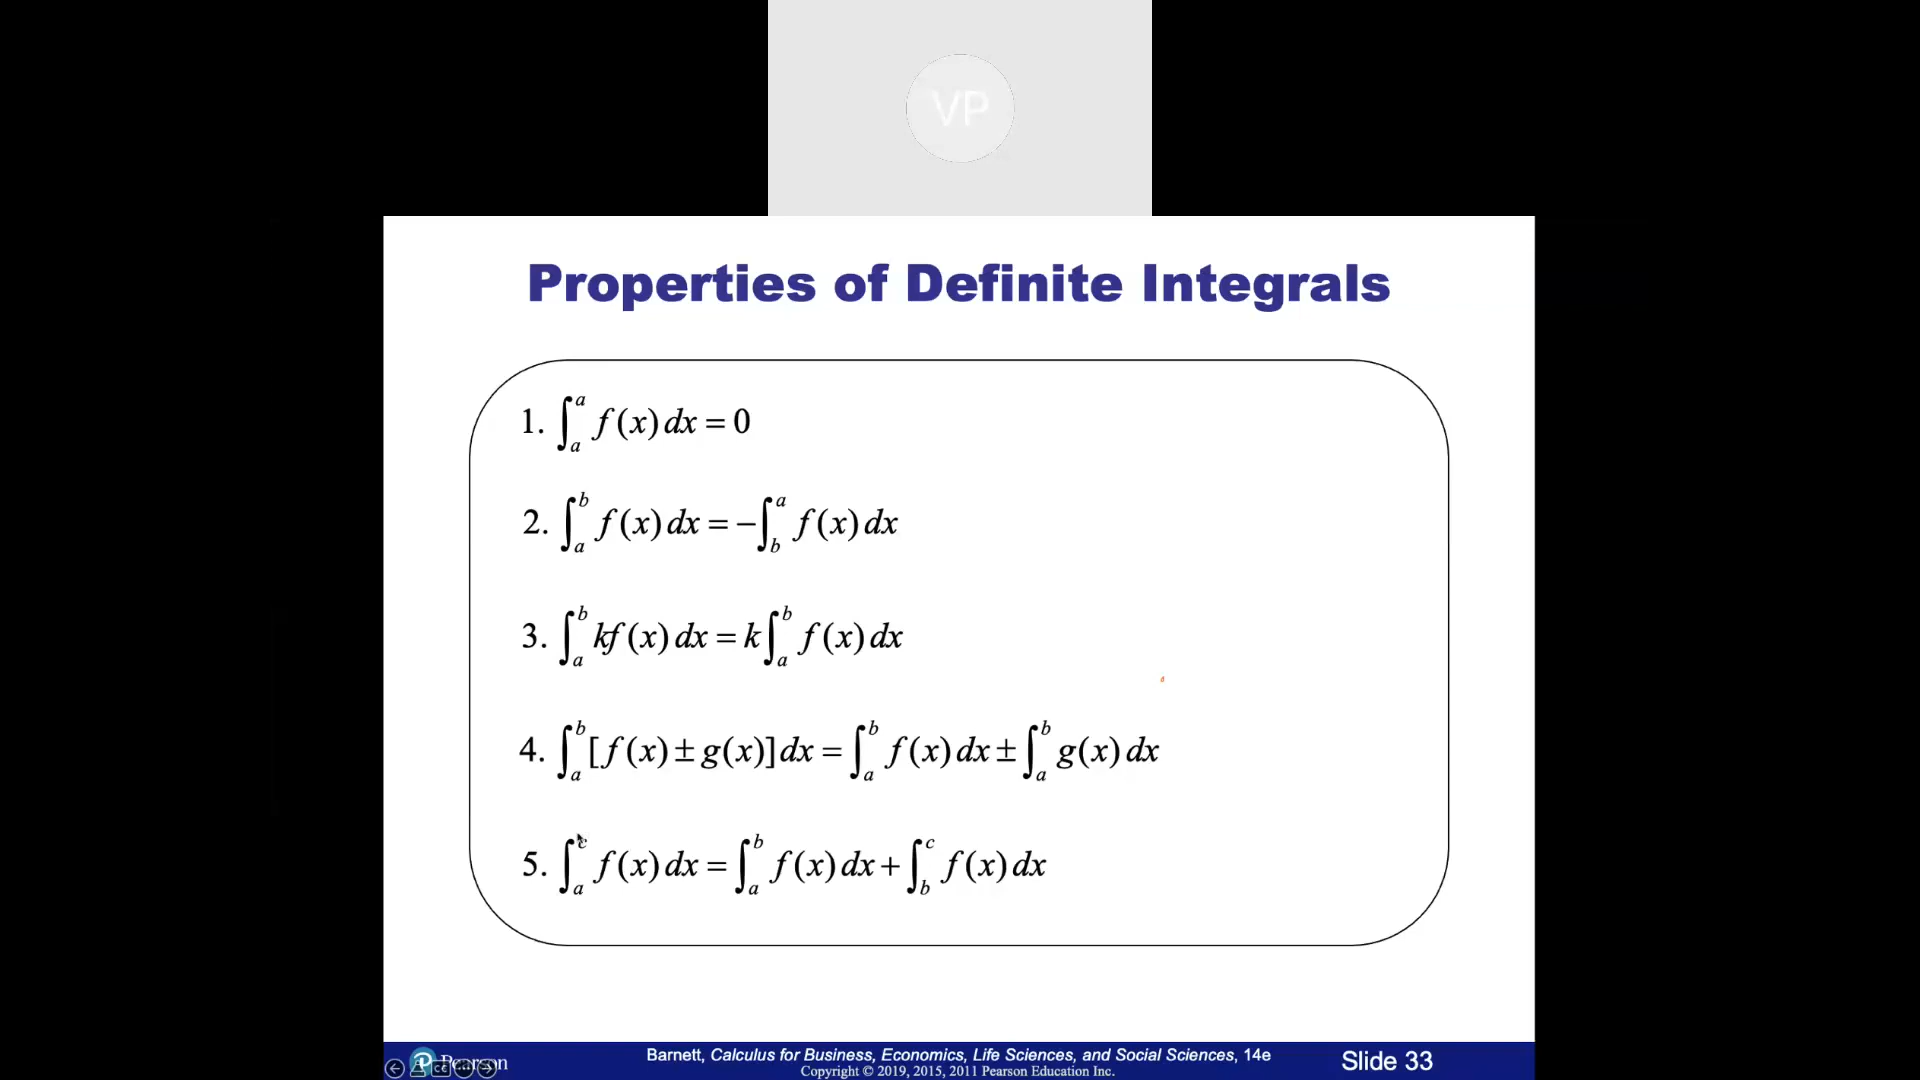 VP
Properties of Definite Integrals
1. ∫_a^a f(x) dx = 0
2. ∫_a^b f(x) dx = −∫_b^a f(x) dx
3. ∫_a^b kf(x) dx = k∫_a^b f(x) dx
4. ∫_a^b [f(x) ± g(x)] dx = ∫_a^b f(x) dx ± ∫_a^b g(x) dx
5. ∫_a^c f(x) dx = ∫_a^b f(x) dx + ∫_b^c f(x) dx
Pearson
Barnett, Calculus for Business, Economics, Life Sciences, and Social Sciences, 14e
Copyright © 2019, 2015, 2011 Pearson Education Inc.
Slide 33